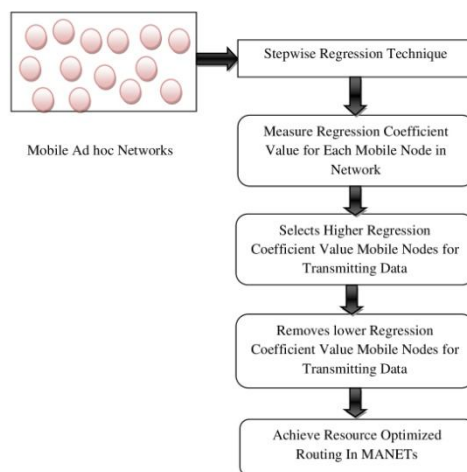 Stepwise Regression Technique
Mobile Ad hoc Networks
Measure Regression Coefficient
Value for Each Mobile Node in
Network
Selects Higher Regression
Coefficient Value Mobile Nodes for
Transmitting Data
Removes lower Regression
Coefficient Value Mobile Nodes for
Transmitting Data
Achieve Resource Optimized
Routing In MANETs